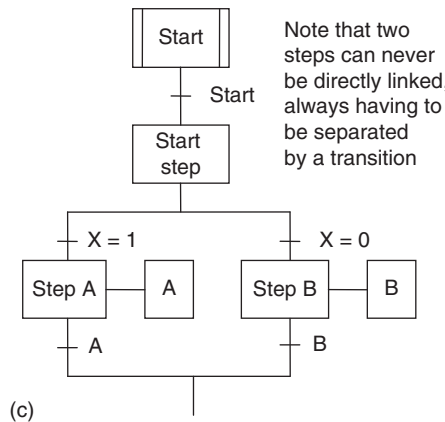 Start
Start
Start
step
Note that two
steps can never
be directly linked,
always having to
be separated
by a transition
X = 1
X = 0
Step A
A
Step B
B
A
B
(c)